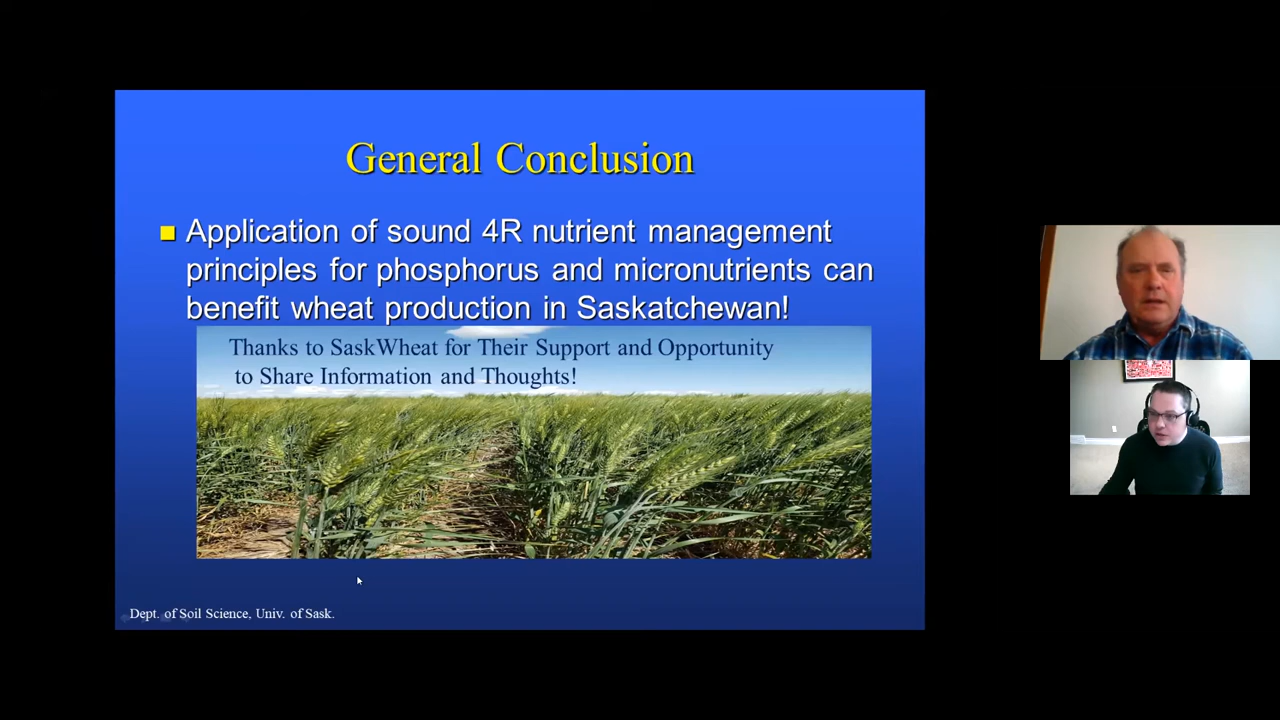 General Conclusion
Application of sound 4R nutrient management
principles for phosphorus and micronutrients can
benefit wheat production in Saskatchewan!
Thanks to SaskWheat for Their Support and Opportunity
to Share Information and Thoughts!
Dept. of Soil Science, Univ. of Sask.